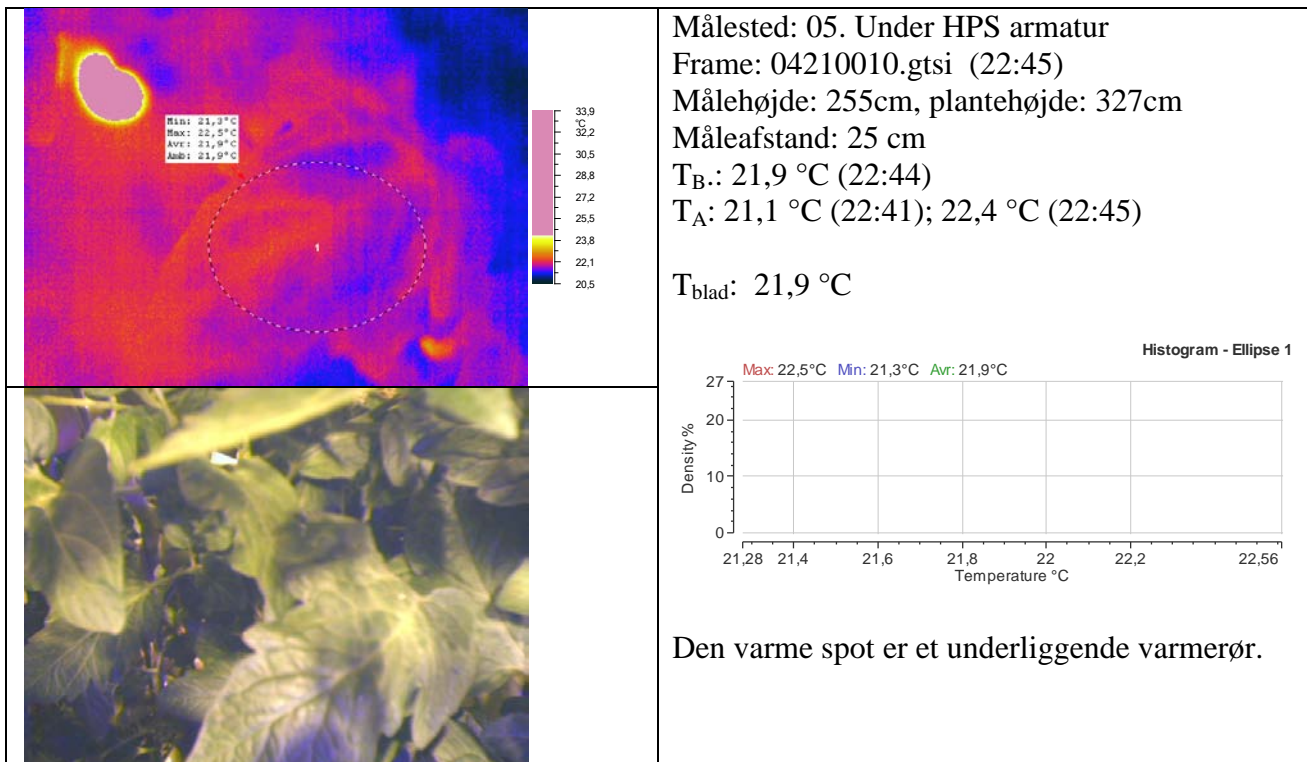 Min: 21,3°C
Max: 22,5°C
Avr: 21,9°C
Amb: 21,9°C
1
33,9
°C
32,2
30,5
28,8
27,2
25,5
23,8
22,1
20,5
Målested: 05. Under HPS armatur
Frame: 04210010.gtsi (22:45)
Målehøjde: 255cm, plantehøjde: 327cm
Måleafstand: 25 cm
TB.: 21,9 °C (22:44)
TA: 21,1 °C (22:41); 22,4 °C (22:45)
Tblad: 21,9 °C
Histogram - Ellipse 1
Max: 22,5°C Min: 21,3°C Avr: 21,9°C
27
20
10
0
Density %
21,28 21,4 21,6 21,8 22 22,2 22,56
Temperature °C
Den varme spot er et underliggende varmerør.